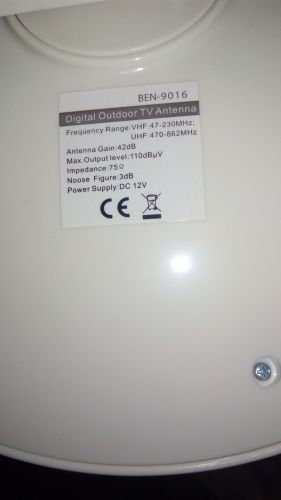 BEN-9016
Digital Outdoor TV Antenna
Frequency Range:VHF:47-230MHz;
UHF:470-862MHz
Antenna Gain:42dB
Max.Output level:110dBμV
Impedance:75Ω
Noose Figure:3dB
Power Supply:DC 12V
CE